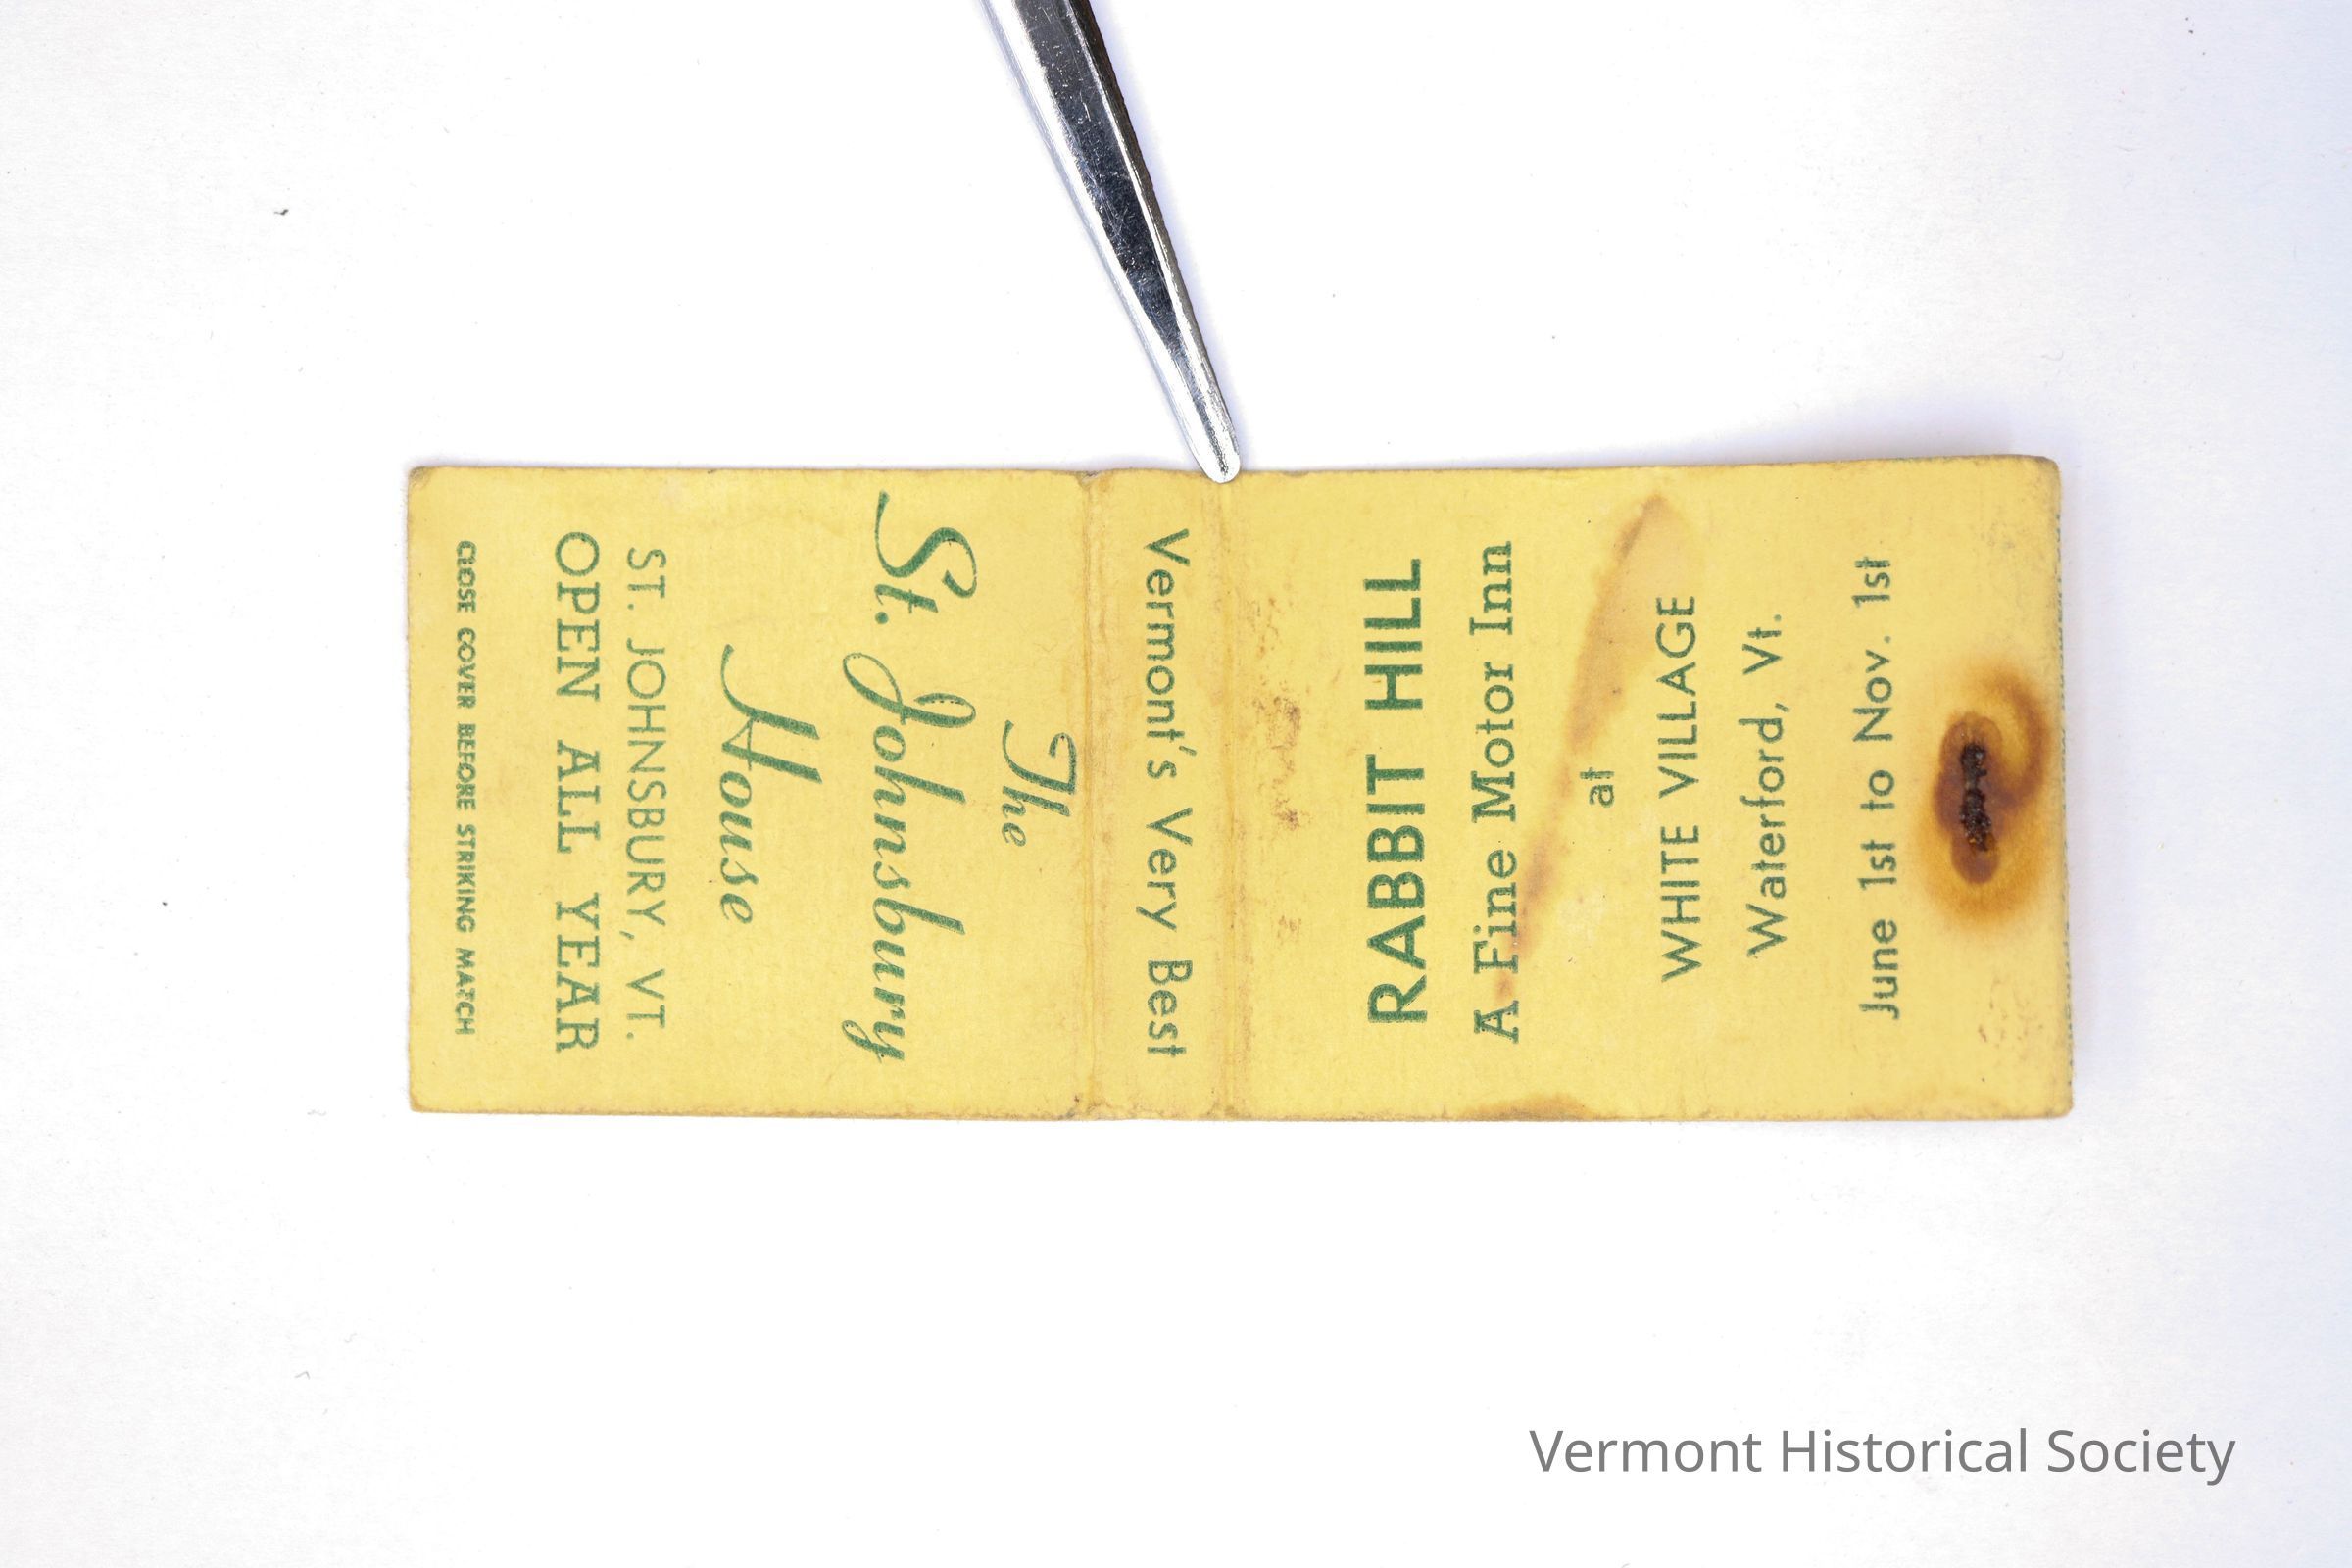 The
St. Johnsbury
House
ST. JOHNSBURY, VT.
OPEN ALL YEAR
CLOSE COVER BEFORE STRIKING MATCH
Vermont's Very Best
RABBIT HILL
A Fine Motor Inn
at
WHITE VILLAGE
Waterford, Vt.
June 1st to Nov. 1st
Vermont Historical Society